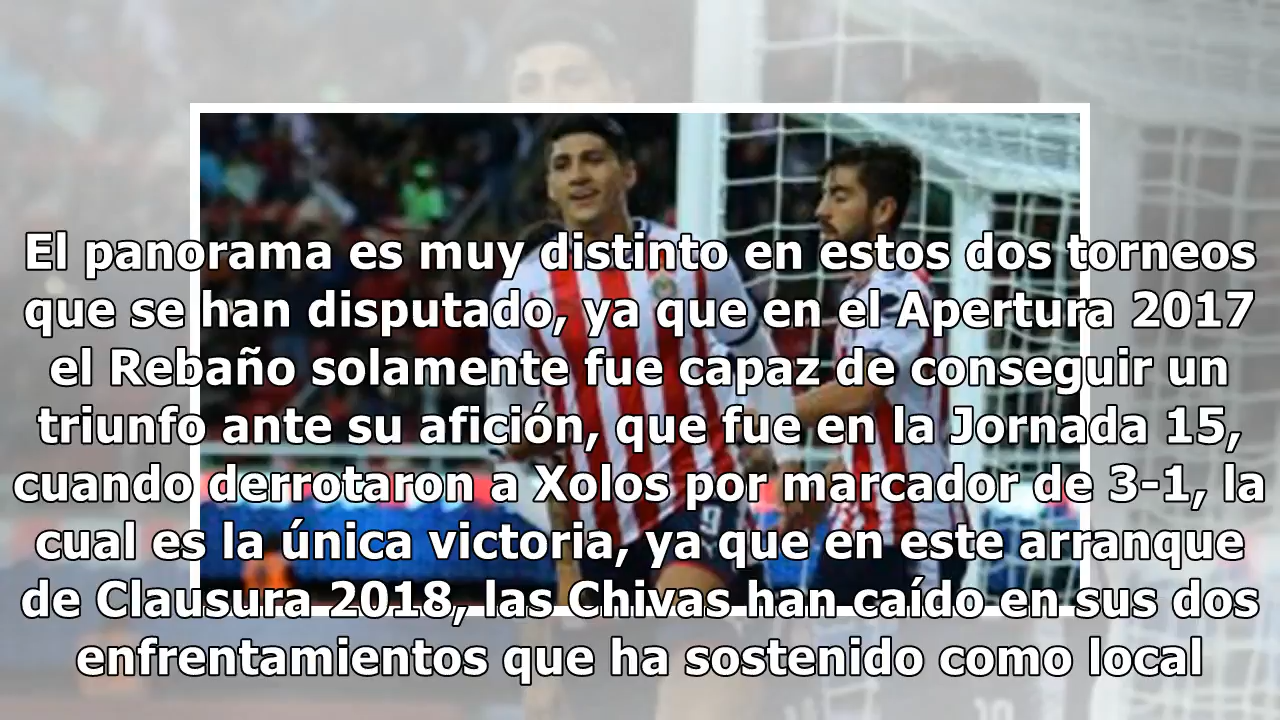 El panorama es muy distinto en estos dos torneos
que se han disputado, ya que en el Apertura 2017
el Rebaño solamente fue capaz de conseguir un
triunfo ante su afición, que fue en la Jornada 15,
cuando derrotaron a Xolos por marcador de 3-1, la
cual es la única victoria, ya que en este arranque
de Clausura 2018, las Chivas han caído en sus dos
enfrentamientos que ha sostenido como local
9
10